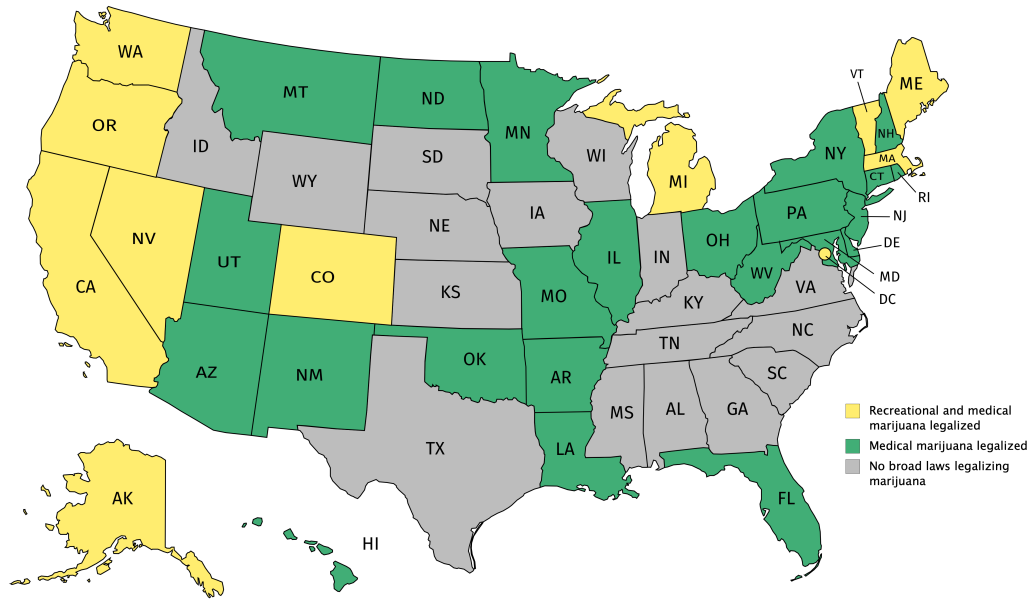 WA
MT
ND
MN
OR
ID
SD
WI
WY
MI
VT
ME
NH
NY
MA
CT
RI
NE
IA
PA
NJ
NV
UT
CO
IL
IN
OH
WV
DE
MD
DC
CA
KS
MO
KY
VA
NC
TN
AZ
NM
OK
AR
SC
MS
AL
GA
TX
LA
FL
AK
HI
Recreational and medical
marijuana legalized
Medical marijuana legalized
No broad laws legalizing
marijuana